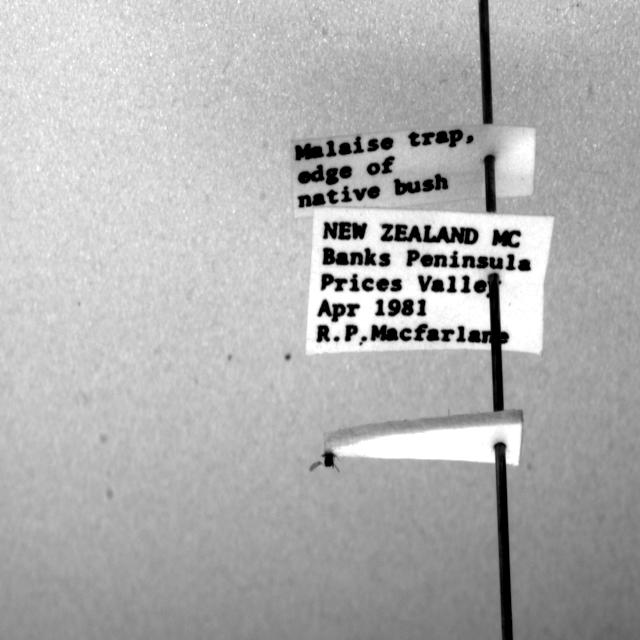 Malaise trap,
edge of
native bush
NEW ZEALAND MC
Banks Peninsula
Prices Valley
Apr 1981
R.P.Macfarlane